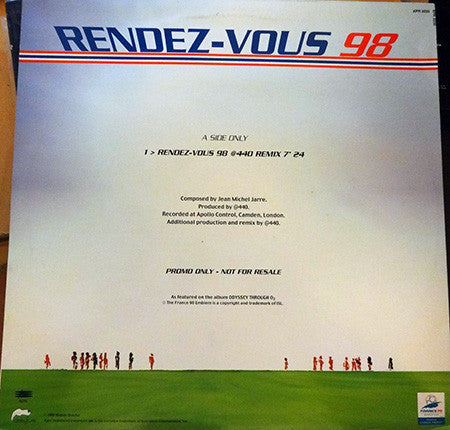 RENDEZ-VOUS 98
A SIDE ONLY
1 > RENDEZ-VOUS 98 @440 REMIX 7" 24
Composed by Jean Michel Jarre.
Produced by @440.
Recorded at Apollo Control, Camden, London.
Additional production and remix by @440.
PROMO ONLY - NOT FOR RESALE
As featured on the album ODYSSEY THROUGH O₂
© The France 98 Emblem is a copyright and trademark of ISL.
FRANCE 98